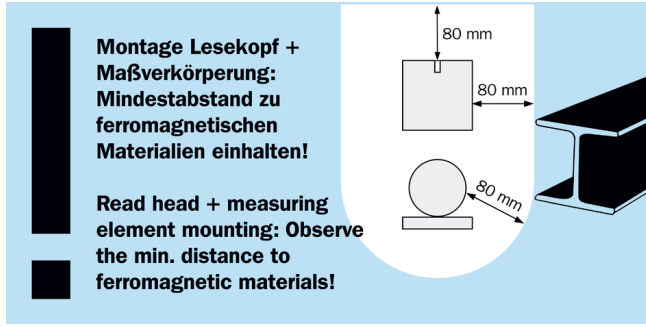 Montage Lesekopf +
Maßverkörperung:
Mindestabstand zu
ferromagnetischen
Materialien einhalten!
Read head + measuring
element mounting: Observe
the min. distance to
ferromagnetic materials!
80 mm
80 mm
80 mm